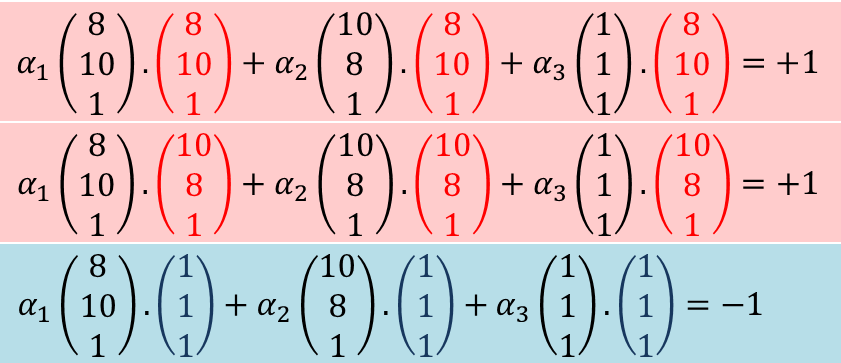 α₁ (8 10 1) . (8 10 1) + α₂ (10 8 1) . (8 10 1) + α₃ (1 1 1) . (8 10 1) = +1
α₁ (8 10 1) . (10 8 1) + α₂ (10 8 1) . (10 8 1) + α₃ (1 1 1) . (10 8 1) = +1
α₁ (8 10 1) . (1 1 1) + α₂ (10 8 1) . (1 1 1) + α₃ (1 1 1) . (1 1 1) = −1